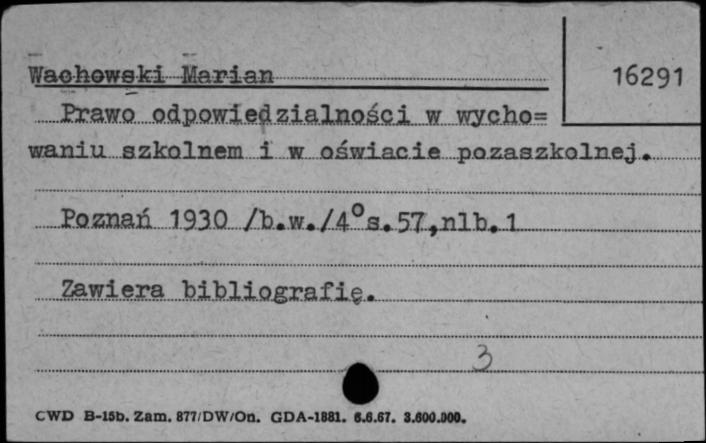 Wachowski Marian
16291
Prawo odpowiedzialności w wycho=
waniu szkolnem i w oświacie pozaszkolnej.
Poznań 1930 /b.w./4° s.57,nlb.1
Zawiera bibliografię.
3
CWD B-15b. Zam. 877/DW/On. GDA-1881. 6.6.67. 3.600.000.